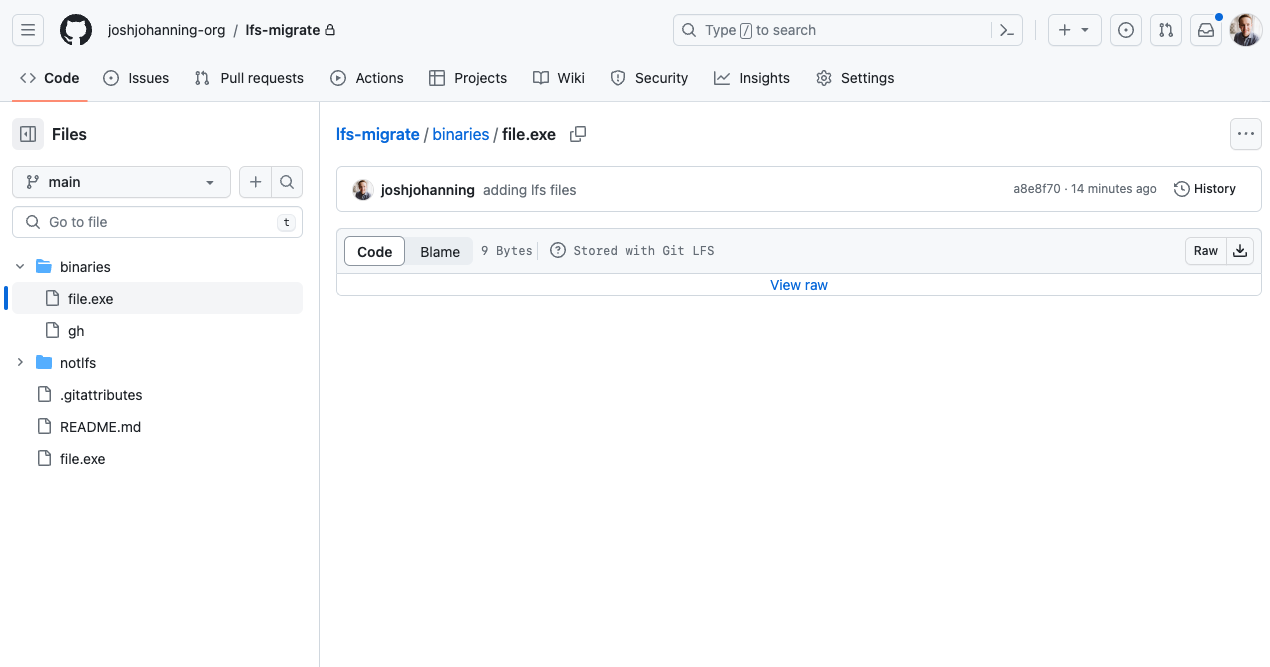 joshjohanning-org / lfs-migrate
Type / to search
Code Issues Pull requests Actions Projects Wiki Security Insights Settings
Files
main
Go to file t
binaries
file.exe
gh
notlfs
.gitattributes
README.md
file.exe
lfs-migrate / binaries / file.exe
joshjohanning adding lfs files a8e8f70 · 14 minutes ago History
Code Blame 9 Bytes Stored with Git LFS Raw
View raw